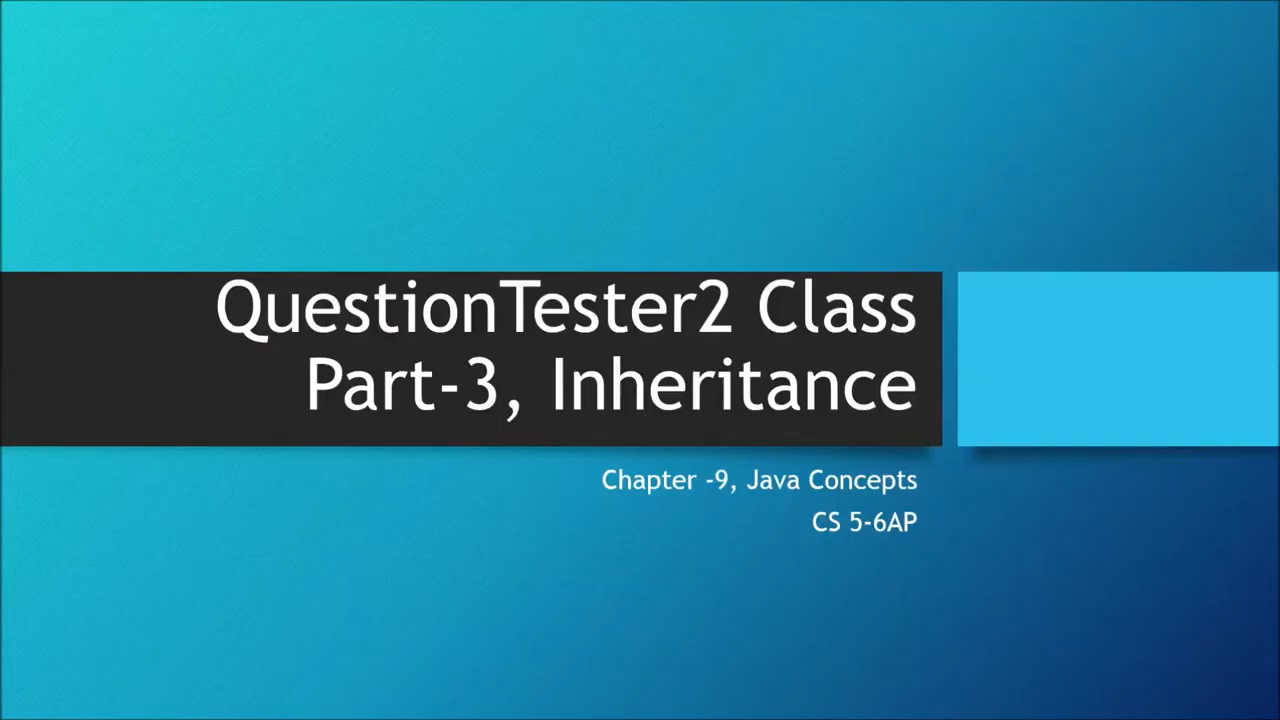 QuestionTester2 Class
Part-3, Inheritance
Chapter -9, Java Concepts
CS 5-6AP